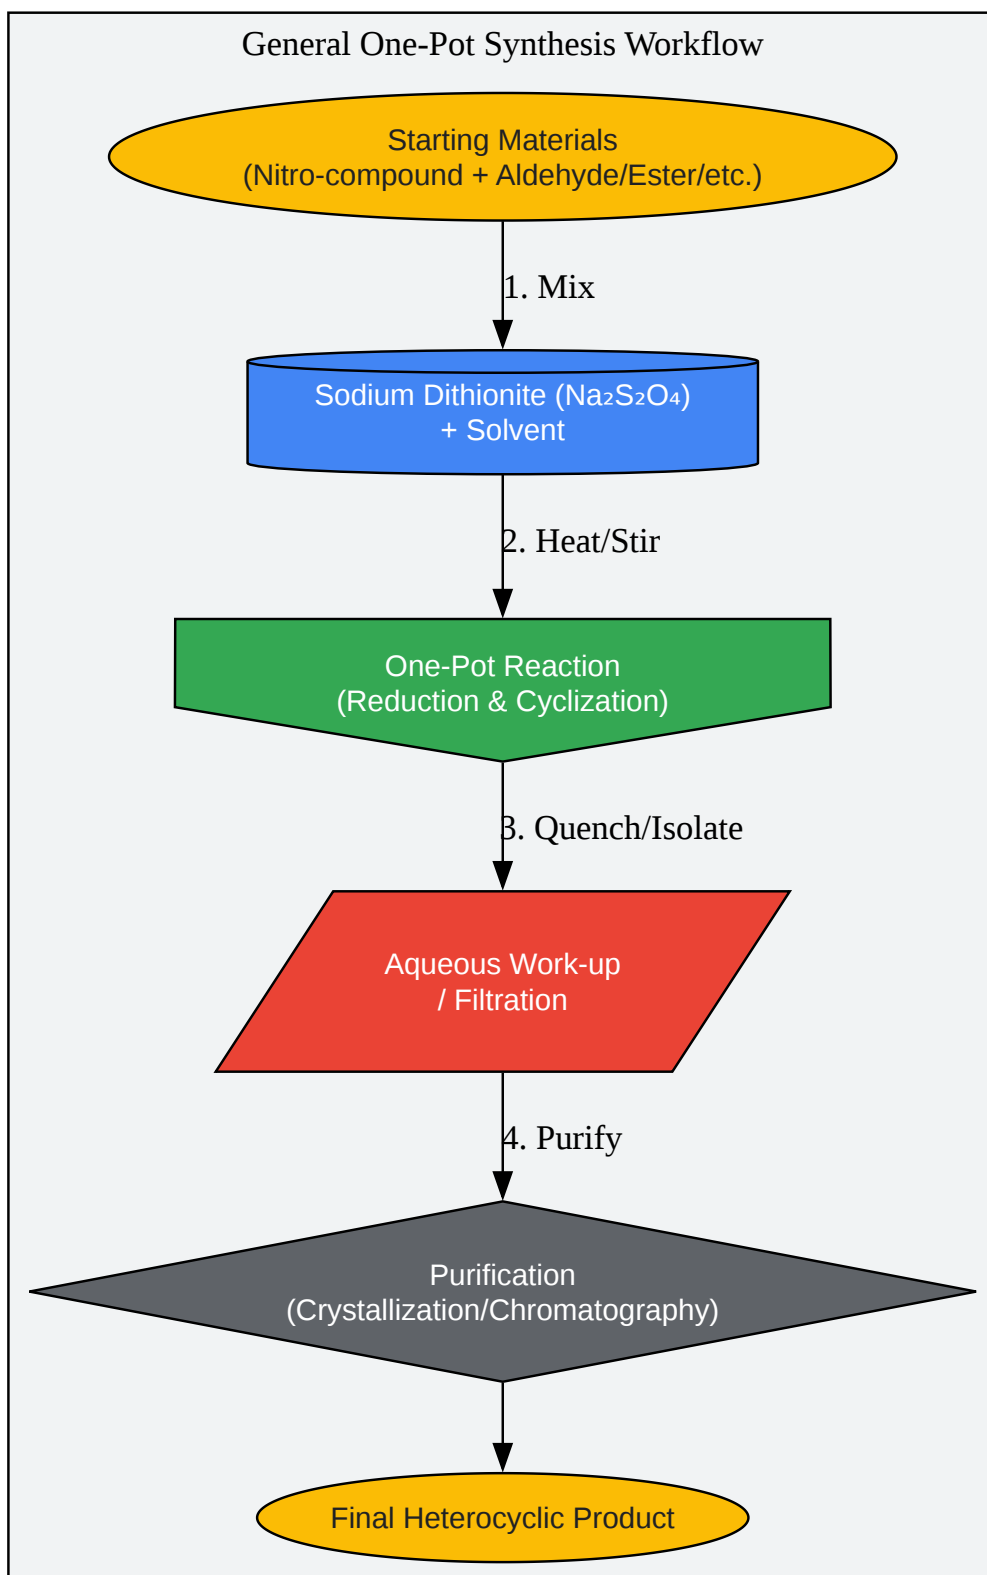 General One-Pot Synthesis Workflow
Starting Materials
(Nitro-compound + Aldehyde/Ester/etc.)
1. Mix
Sodium Dithionite (Na₂S₂O₄)
+ Solvent
2. Heat/Stir
One-Pot Reaction
(Reduction & Cyclization)
3. Quench/Isolate
Aqueous Work-up
/ Filtration
4. Purify
Purification
(Crystallization/Chromatography)
Final Heterocyclic Product